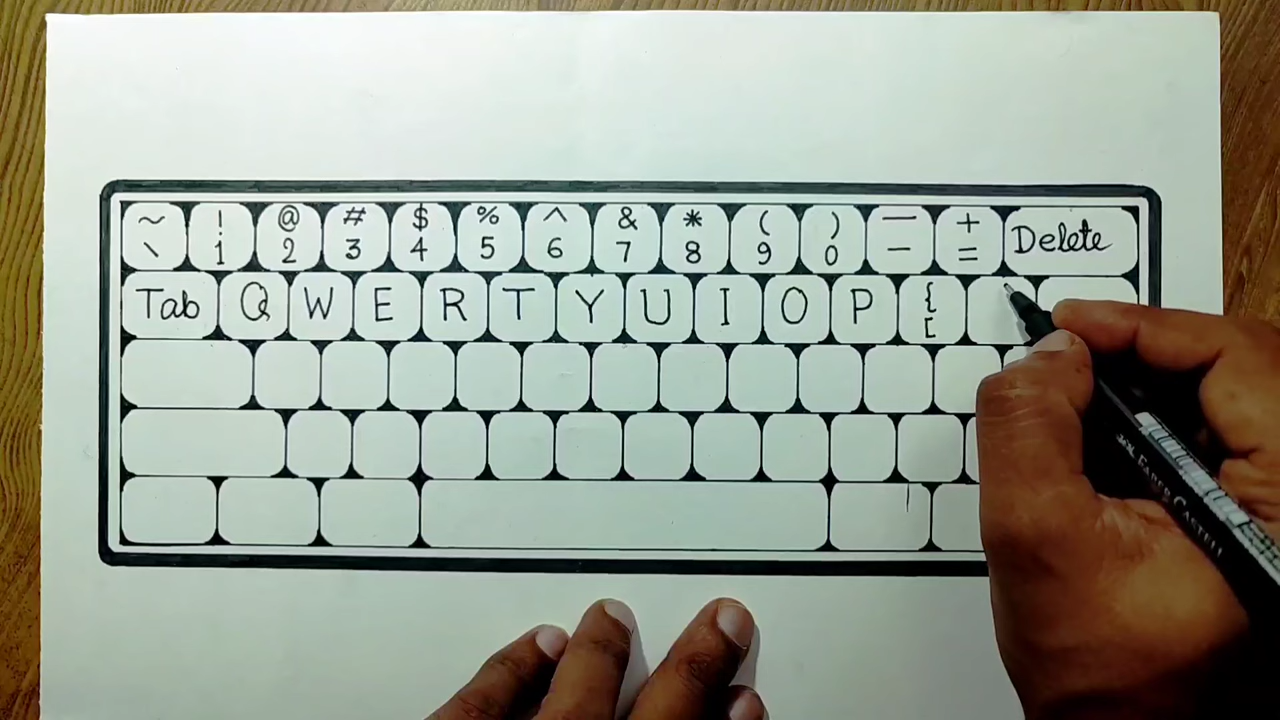 ~ ! @ # $ % ^ & * ( ) — +
\ 1 2 3 4 5 6 7 8 9 0 – = Delete
Tab Q W E R T Y U I O P {
[
FABER CASTELL